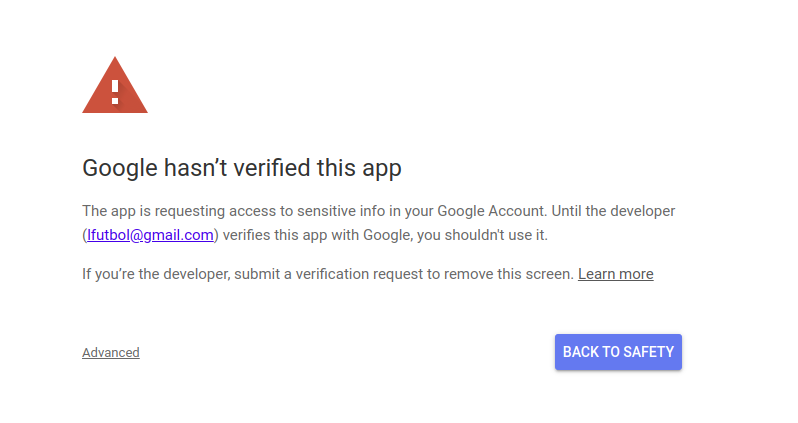 Google hasn’t verified this app
The app is requesting access to sensitive info in your Google Account. Until the developer
(lfutbol@gmail.com) verifies this app with Google, you shouldn't use it.
If you’re the developer, submit a verification request to remove this screen. Learn more
Advanced
BACK TO SAFETY